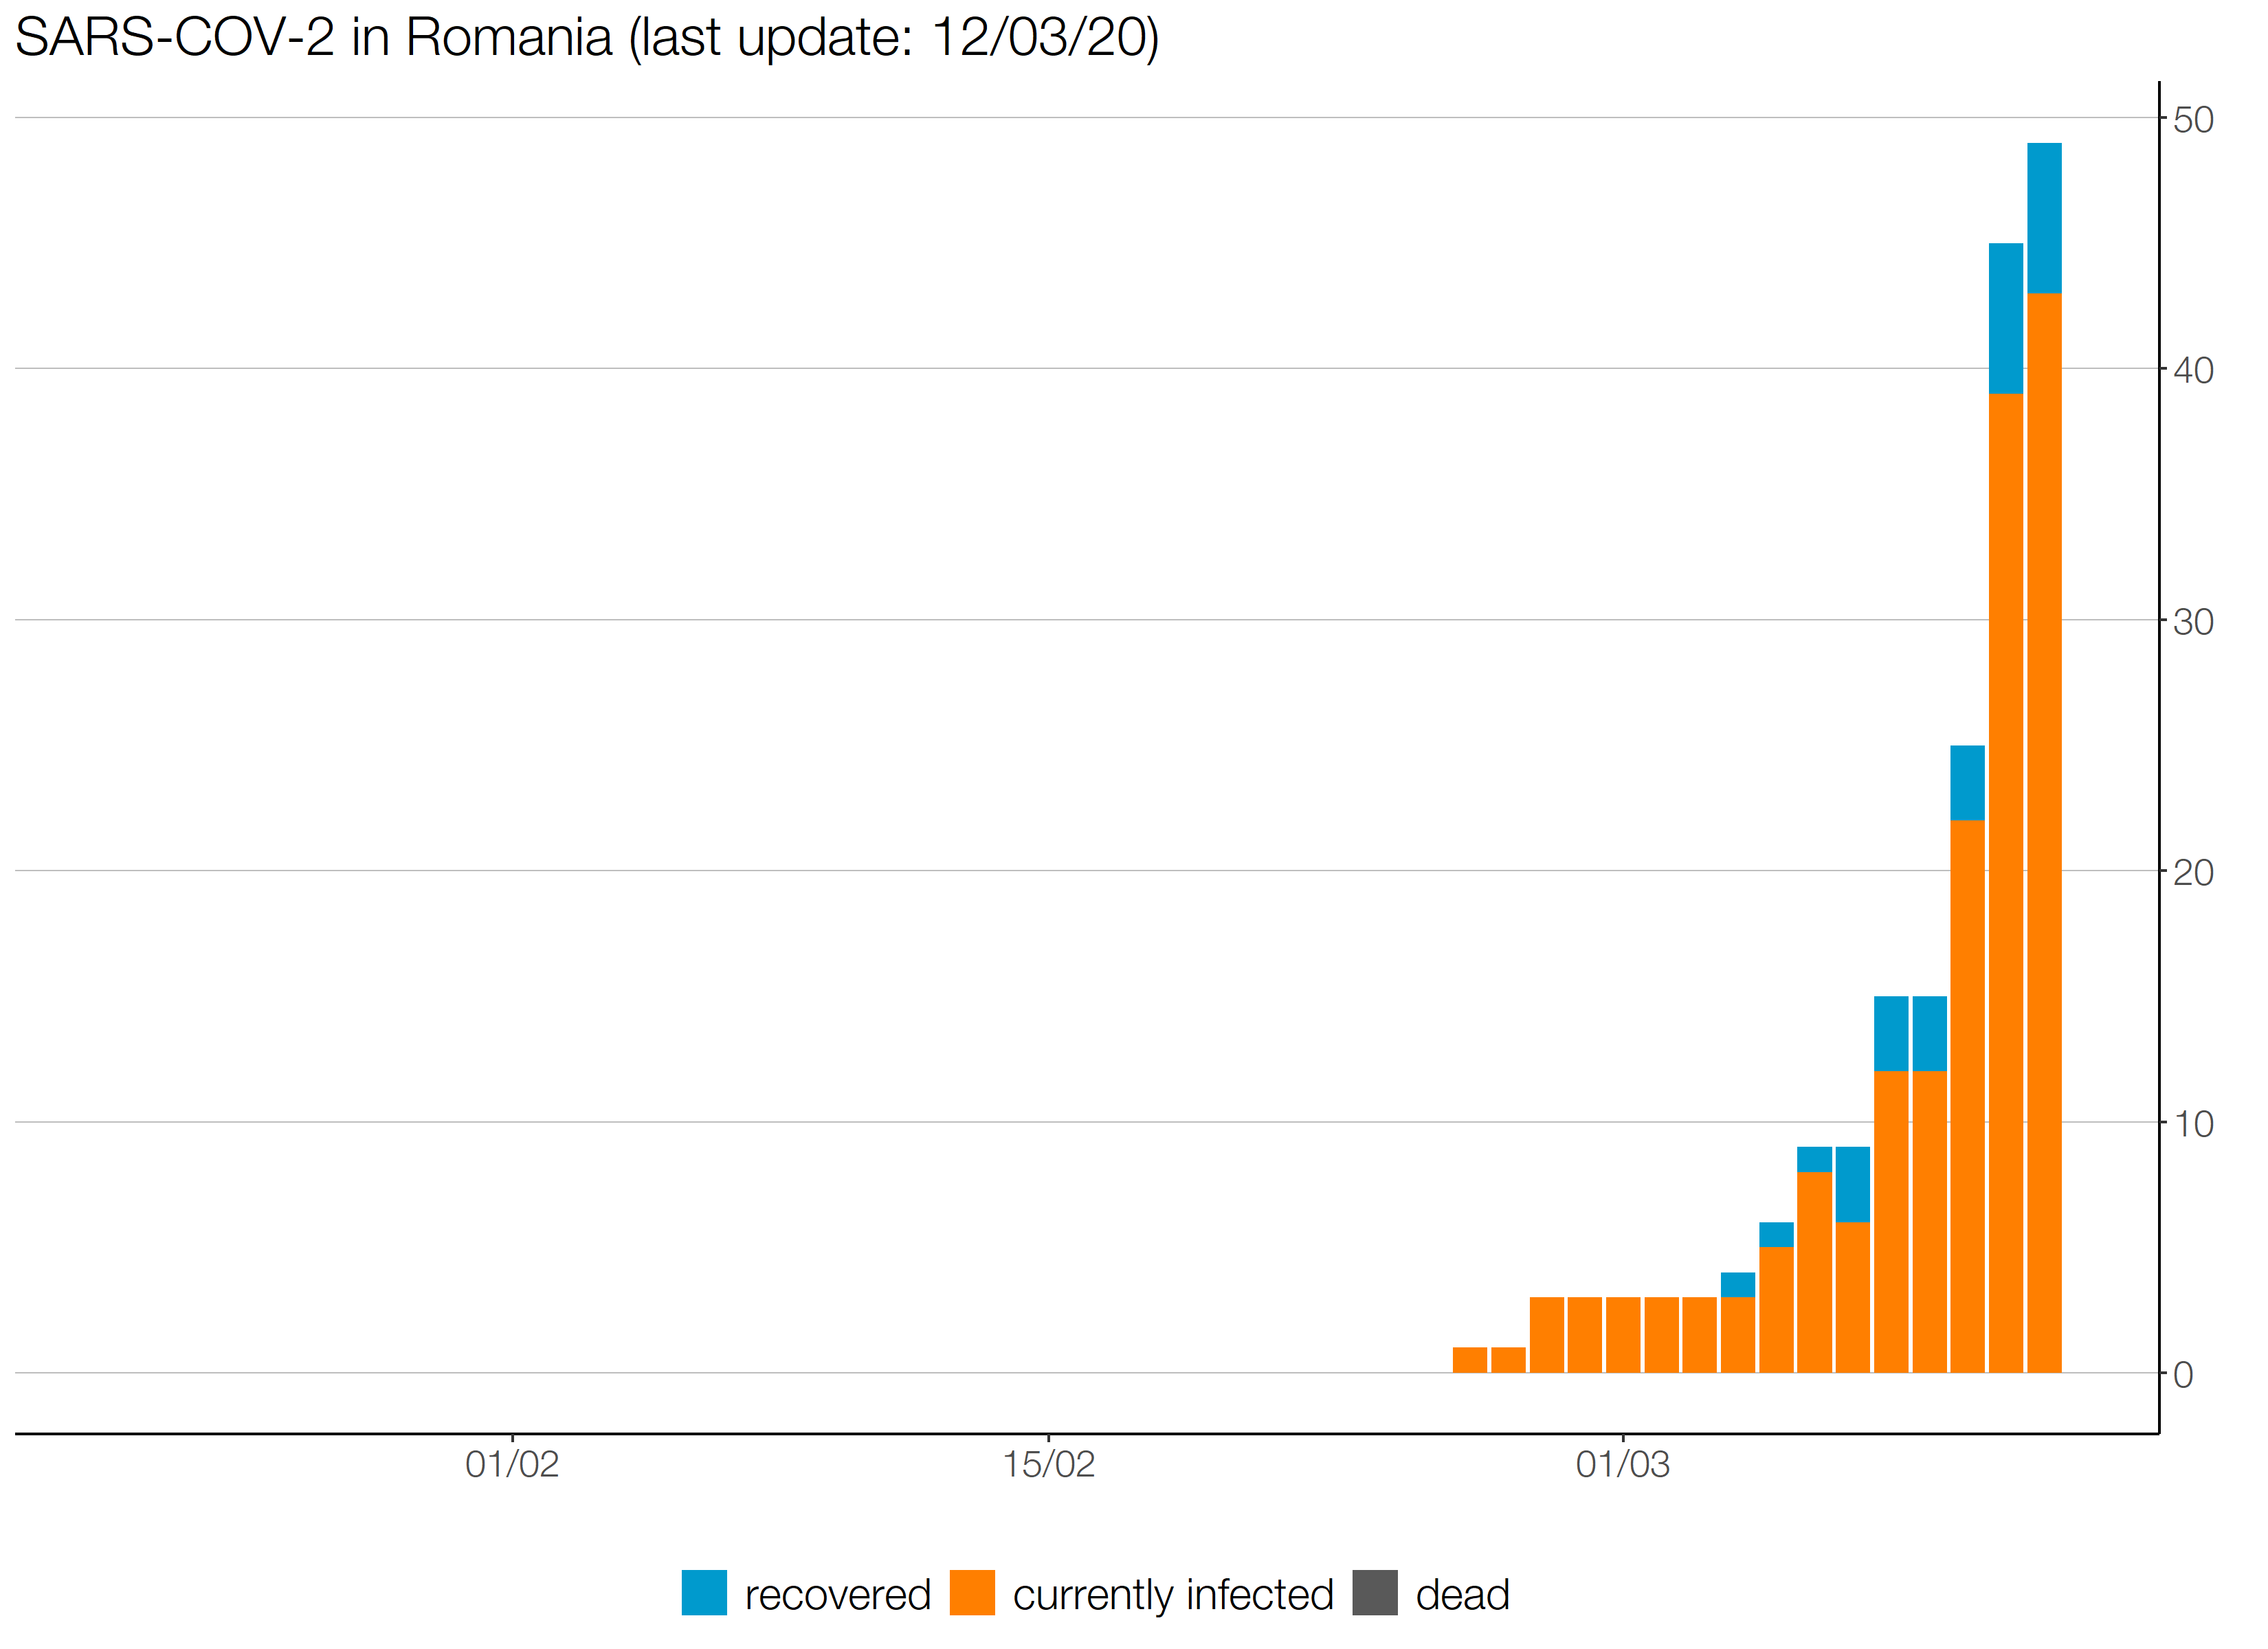 SARS-COV-2 in Romania (last update: 12/03/20)
50
40
30
20
10
0
01/02 15/02 01/03
recovered currently infected dead